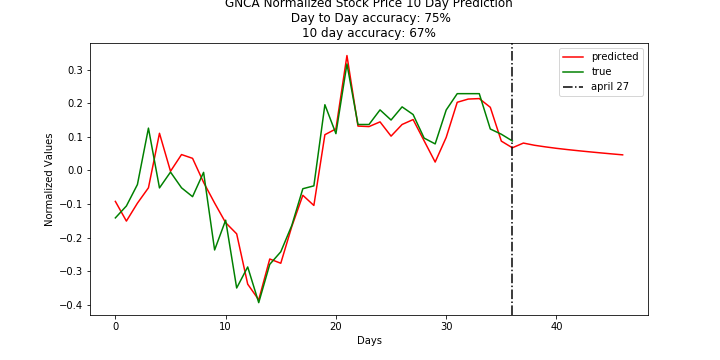 GNCA Normalized Stock Price 10 Day Prediction
Day to Day accuracy: 75%
10 day accuracy: 67%
predicted
true
april 27
Normalized Values
0.3
0.2
0.1
0.0
−0.1
−0.2
−0.3
−0.4
0 10 20 30 40
Days